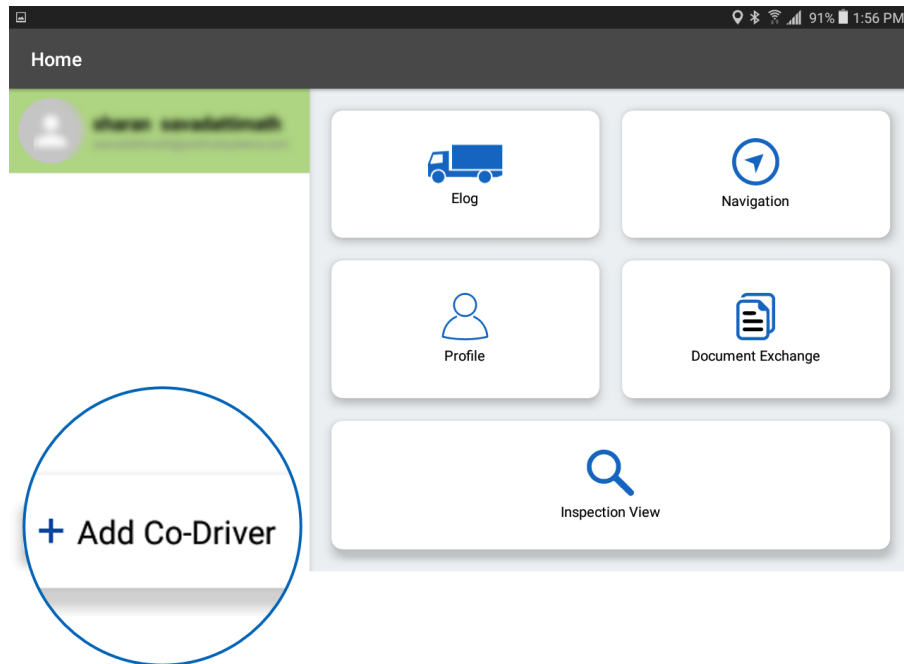 91% 1:56 PM
Home
Elog
Navigation
Profile
Document Exchange
Inspection View
+ Add Co-Driver